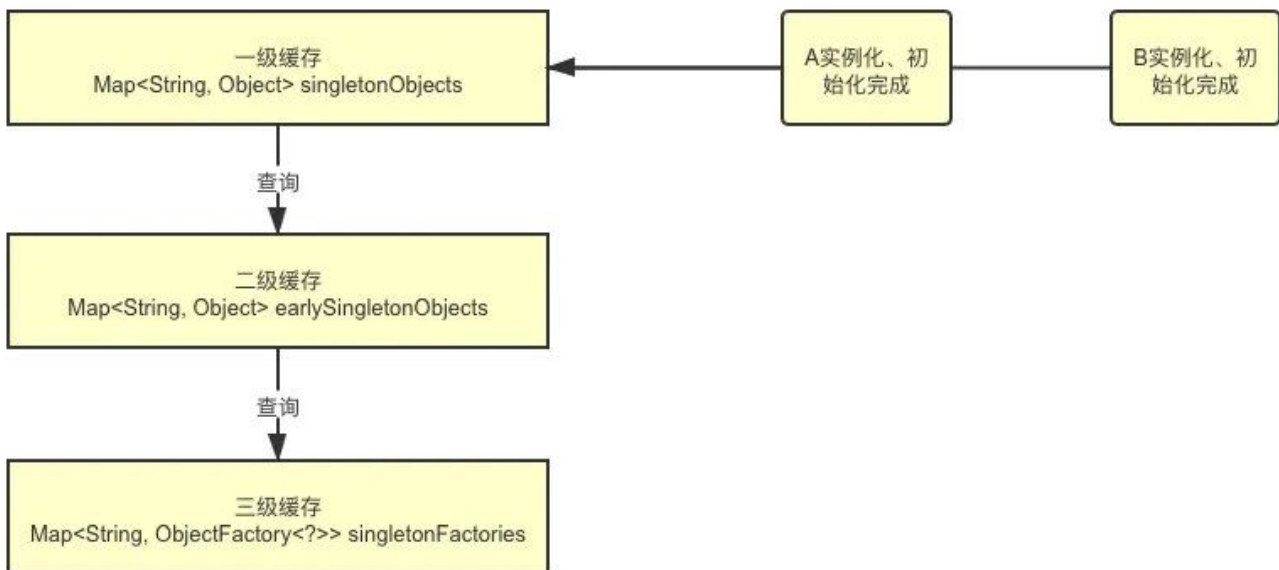 一级缓存
Map<String, Object> singletonObjects
A实例化、初
始化完成
B实例化、初
始化完成
查询
二级缓存
Map<String, Object> earlySingletonObjects
查询
三级缓存
Map<String, ObjectFactory<?>> singletonFactories